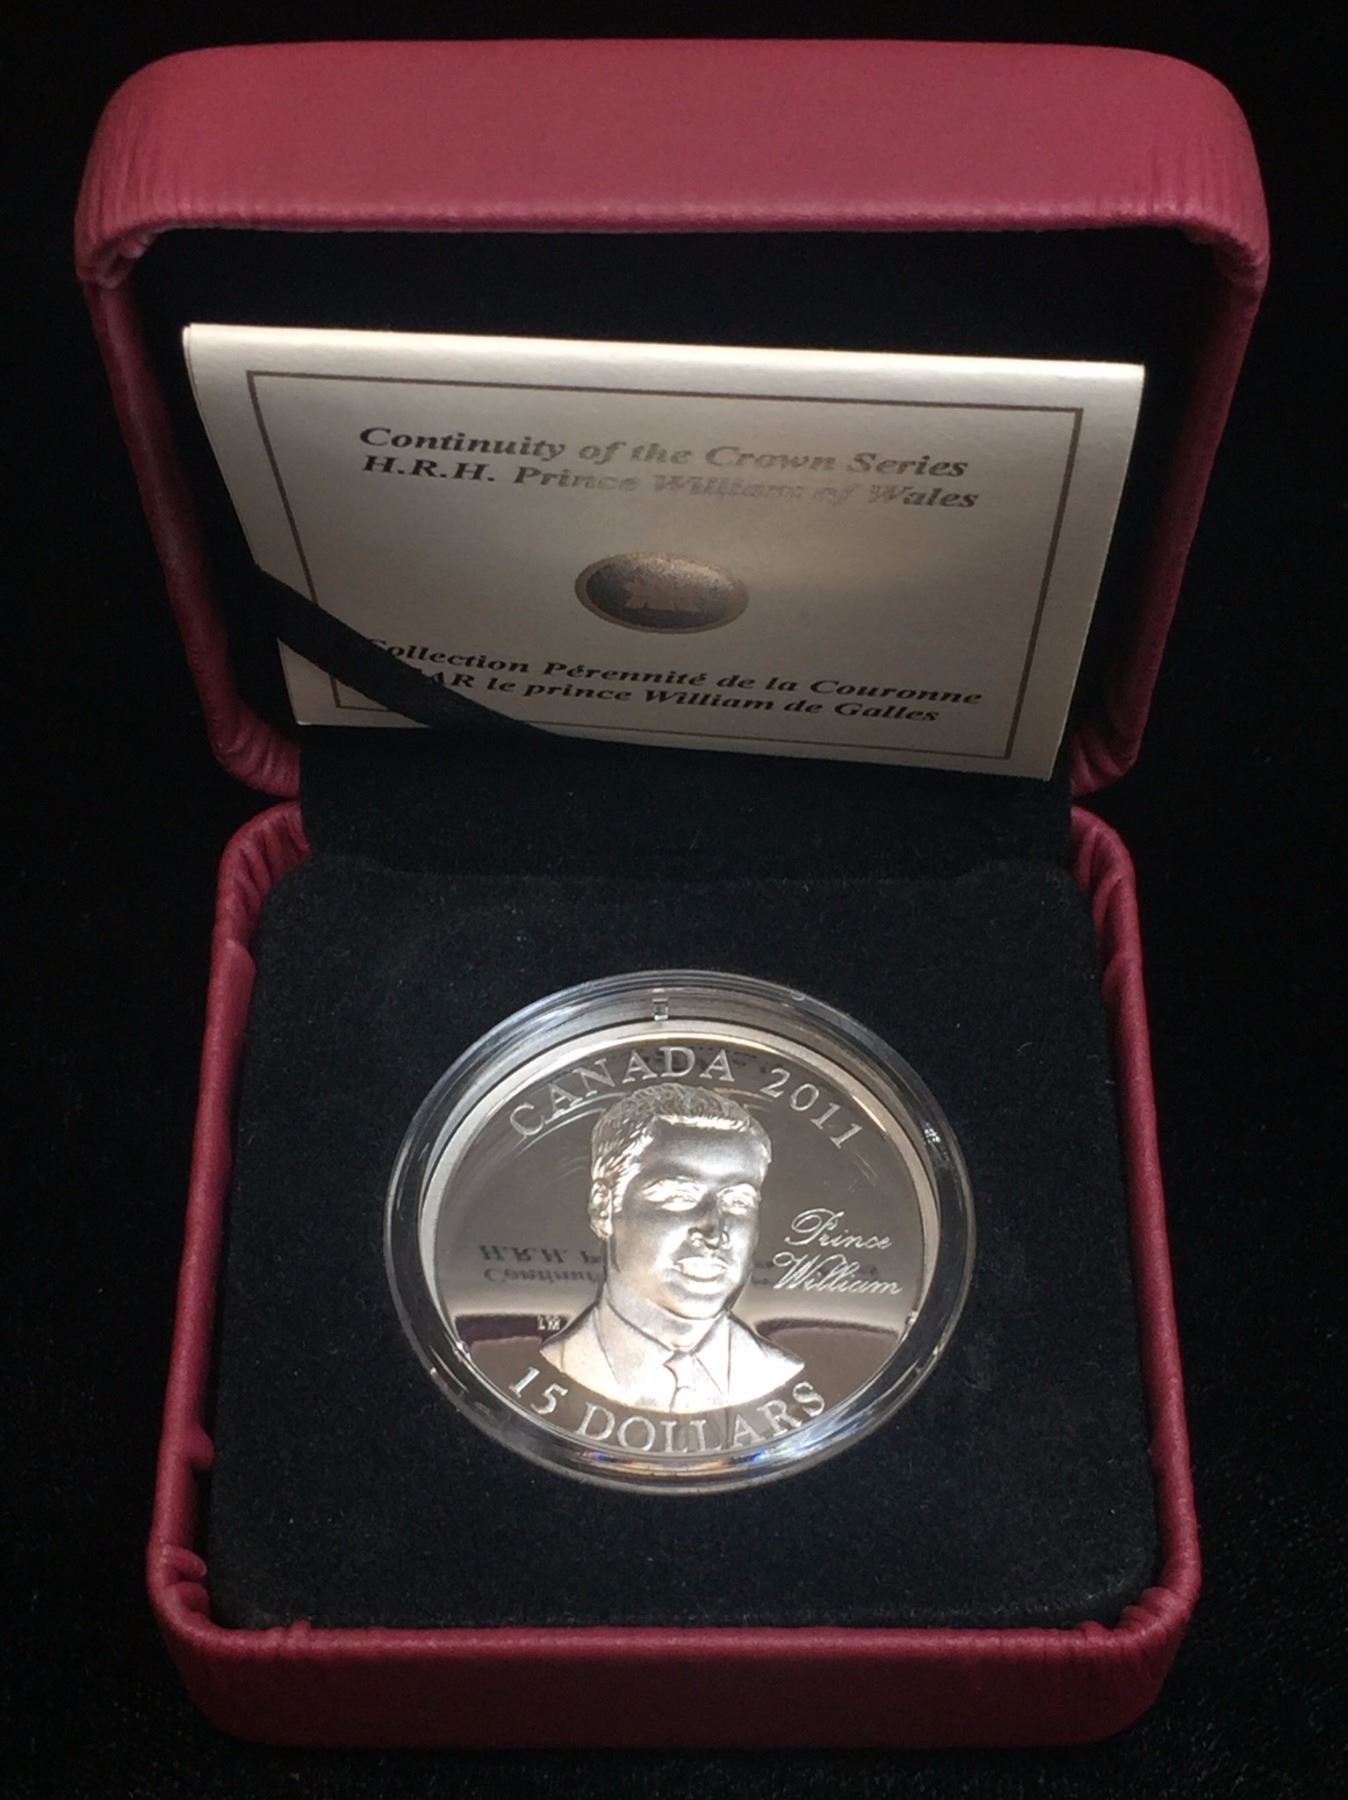 Continuity of the Crown Series
H.R.H. Prince William of Wales
Collection Pérennité de la Couronne
le prince William de Galles
CANADA 2011
Prince
William
15 DOLLARS